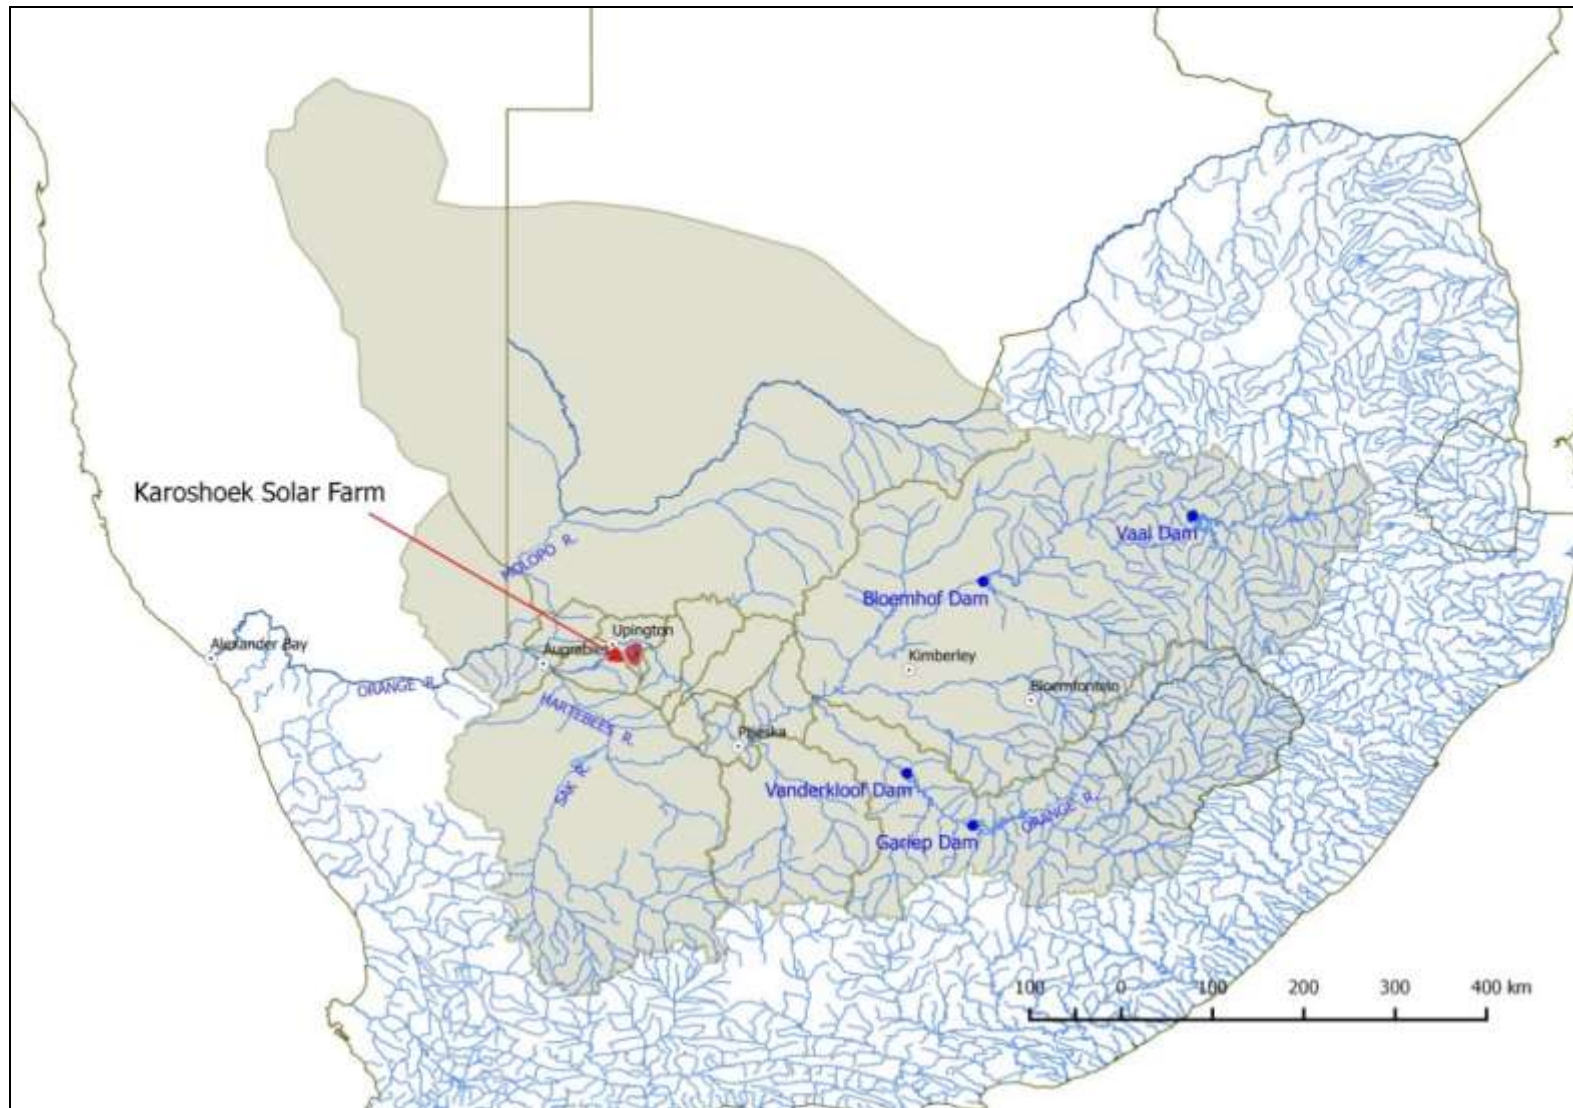 Karoshoek Solar Farm
Vaal Dam
MOLOPO R.
Bloemhof Dam
Upington
Alexander Bay
Kimberley
ORANGE R.
Bloemfontein
HARTEBEES R.
Prieska
SAK R.
Vanderkloof Dam
ORANGE R.
Gariep Dam
100 0 100 200 300 400 km